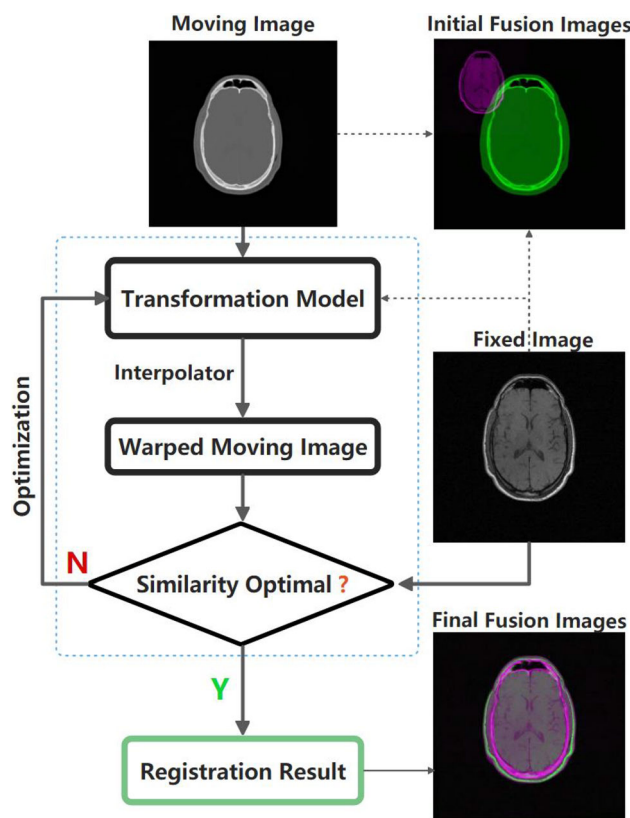 Moving Image
Initial Fusion Images
Transformation Model
Fixed Image
Interpolator
Optimization
Warped Moving Image
N
Similarity Optimal ?
Final Fusion Images
Y
Registration Result